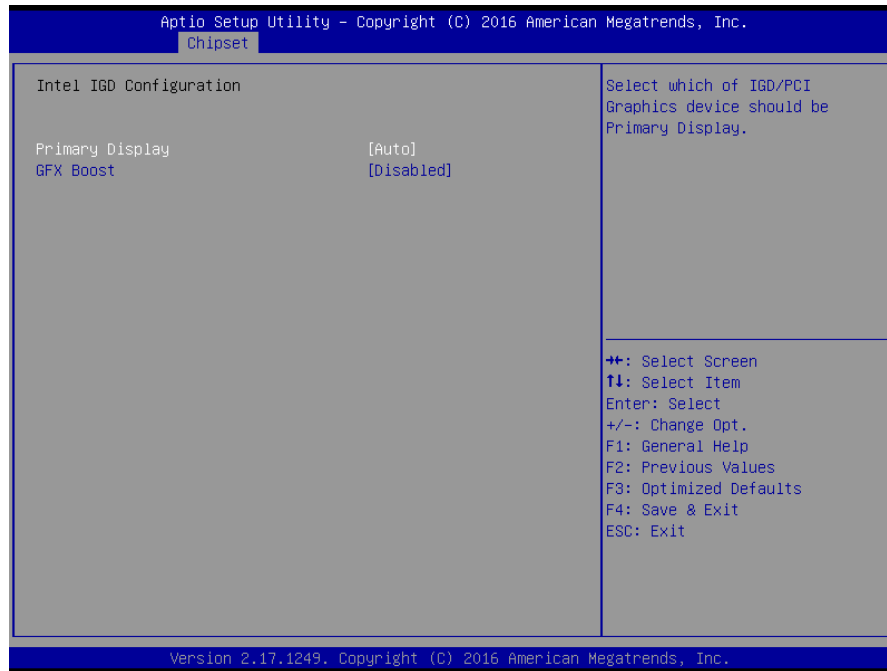 Aptio Setup Utility – Copyright (C) 2016 American Megatrends, Inc.
Chipset
Intel IGD Configuration
Primary Display [Auto]
GFX Boost [Disabled]
Select which of IGD/PCI
Graphics device should be
Primary Display.
→←: Select Screen
↑↓: Select Item
Enter: Select
+/-: Change Opt.
F1: General Help
F2: Previous Values
F3: Optimized Defaults
F4: Save & Exit
ESC: Exit
Version 2.17.1249. Copyright (C) 2016 American Megatrends, Inc.